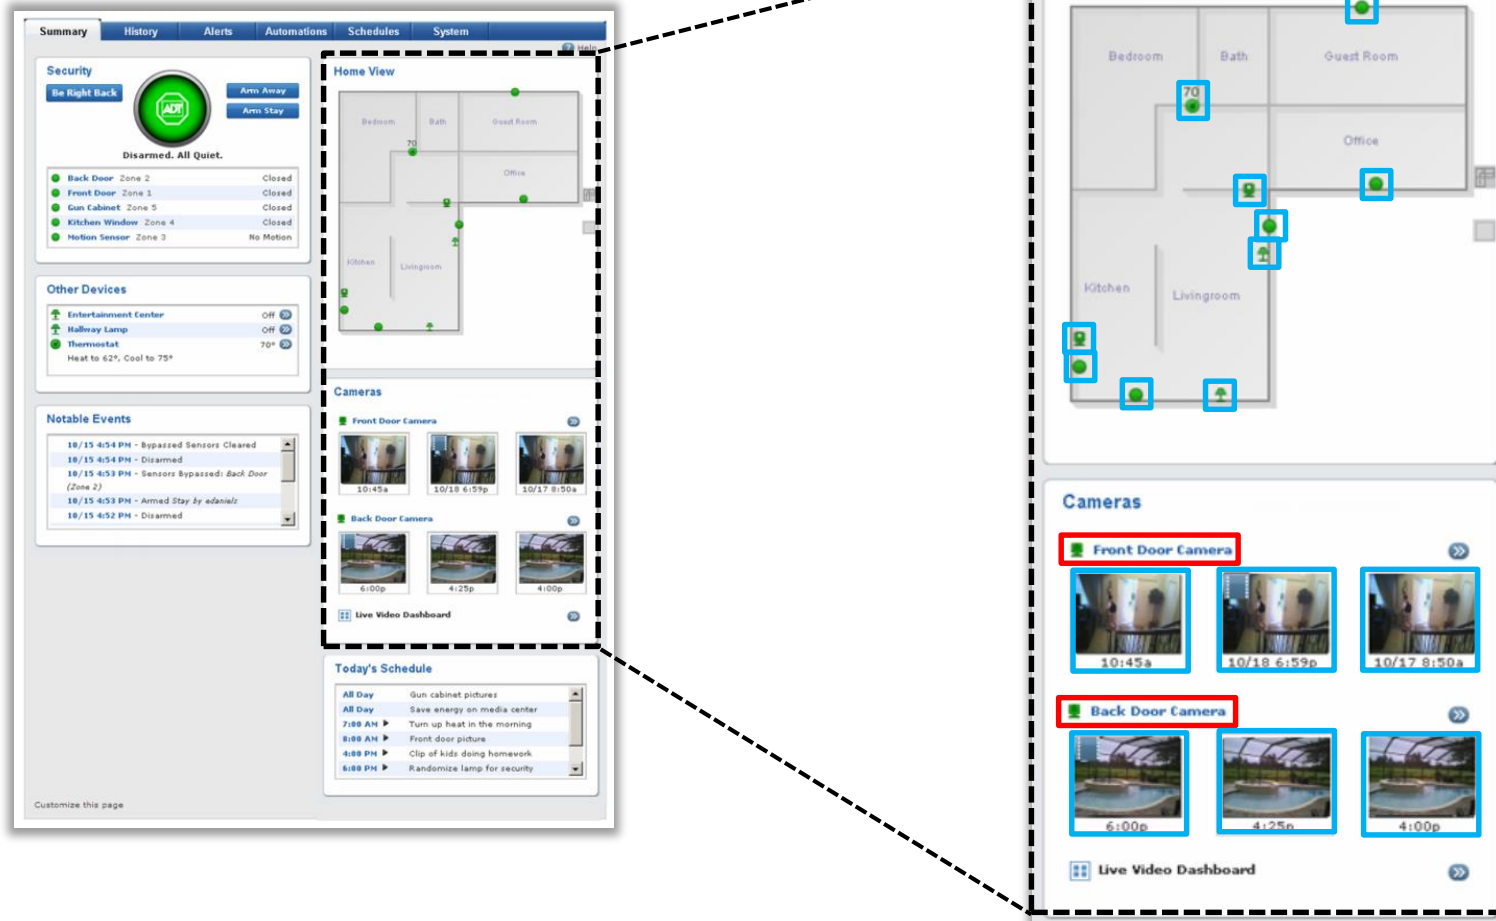 Summary History Alerts Automations Schedules System
Help
Security
Be Right Back
ADT
Arm Away
Arm Stay
Disarmed. All Quiet.
Back Door Zone 2 Closed
Front Door Zone 1 Closed
Gun Cabinet Zone 5 Closed
Kitchen Window Zone 4 Closed
Motion Sensor Zone 3 No Motion
Other Devices
Entertainment Center Off
Hallway Lamp Off
Thermostat 70°
Heat to 62°, Cool to 75°
Notable Events
10/15 4:54 PM - Bypassed Sensors Cleared
10/15 4:54 PM - Disarmed
10/15 4:53 PM - Sensors Bypassed: Back Door
(Zone 2)
10/15 4:53 PM - Armed Stay by edanielz
10/15 4:52 PM - Disarmed
Customize this page
Home View
Bedroom Bath Guest Room
70
Office
Kitchen Livingroom
Cameras
Front Door Camera
10:45a 10/18 6:59p 10/17 8:50a
Back Door Camera
6:00p 4:25p 4:00p
Live Video Dashboard
Today's Schedule
All Day Gun cabinet pictures
All Day Save energy on media center
7:00 AM Turn up heat in the morning
8:00 AM Front door picture
4:00 PM Clip of kids doing homework
6:00 PM Randomize lamp for security
Bedroom Bath Guest Room
70
Office
Kitchen Livingroom
Cameras
Front Door Camera
10:45a 10/18 6:59p 10/17 8:50a
Back Door Camera
6:00p 4:25p 4:00p
Live Video Dashboard